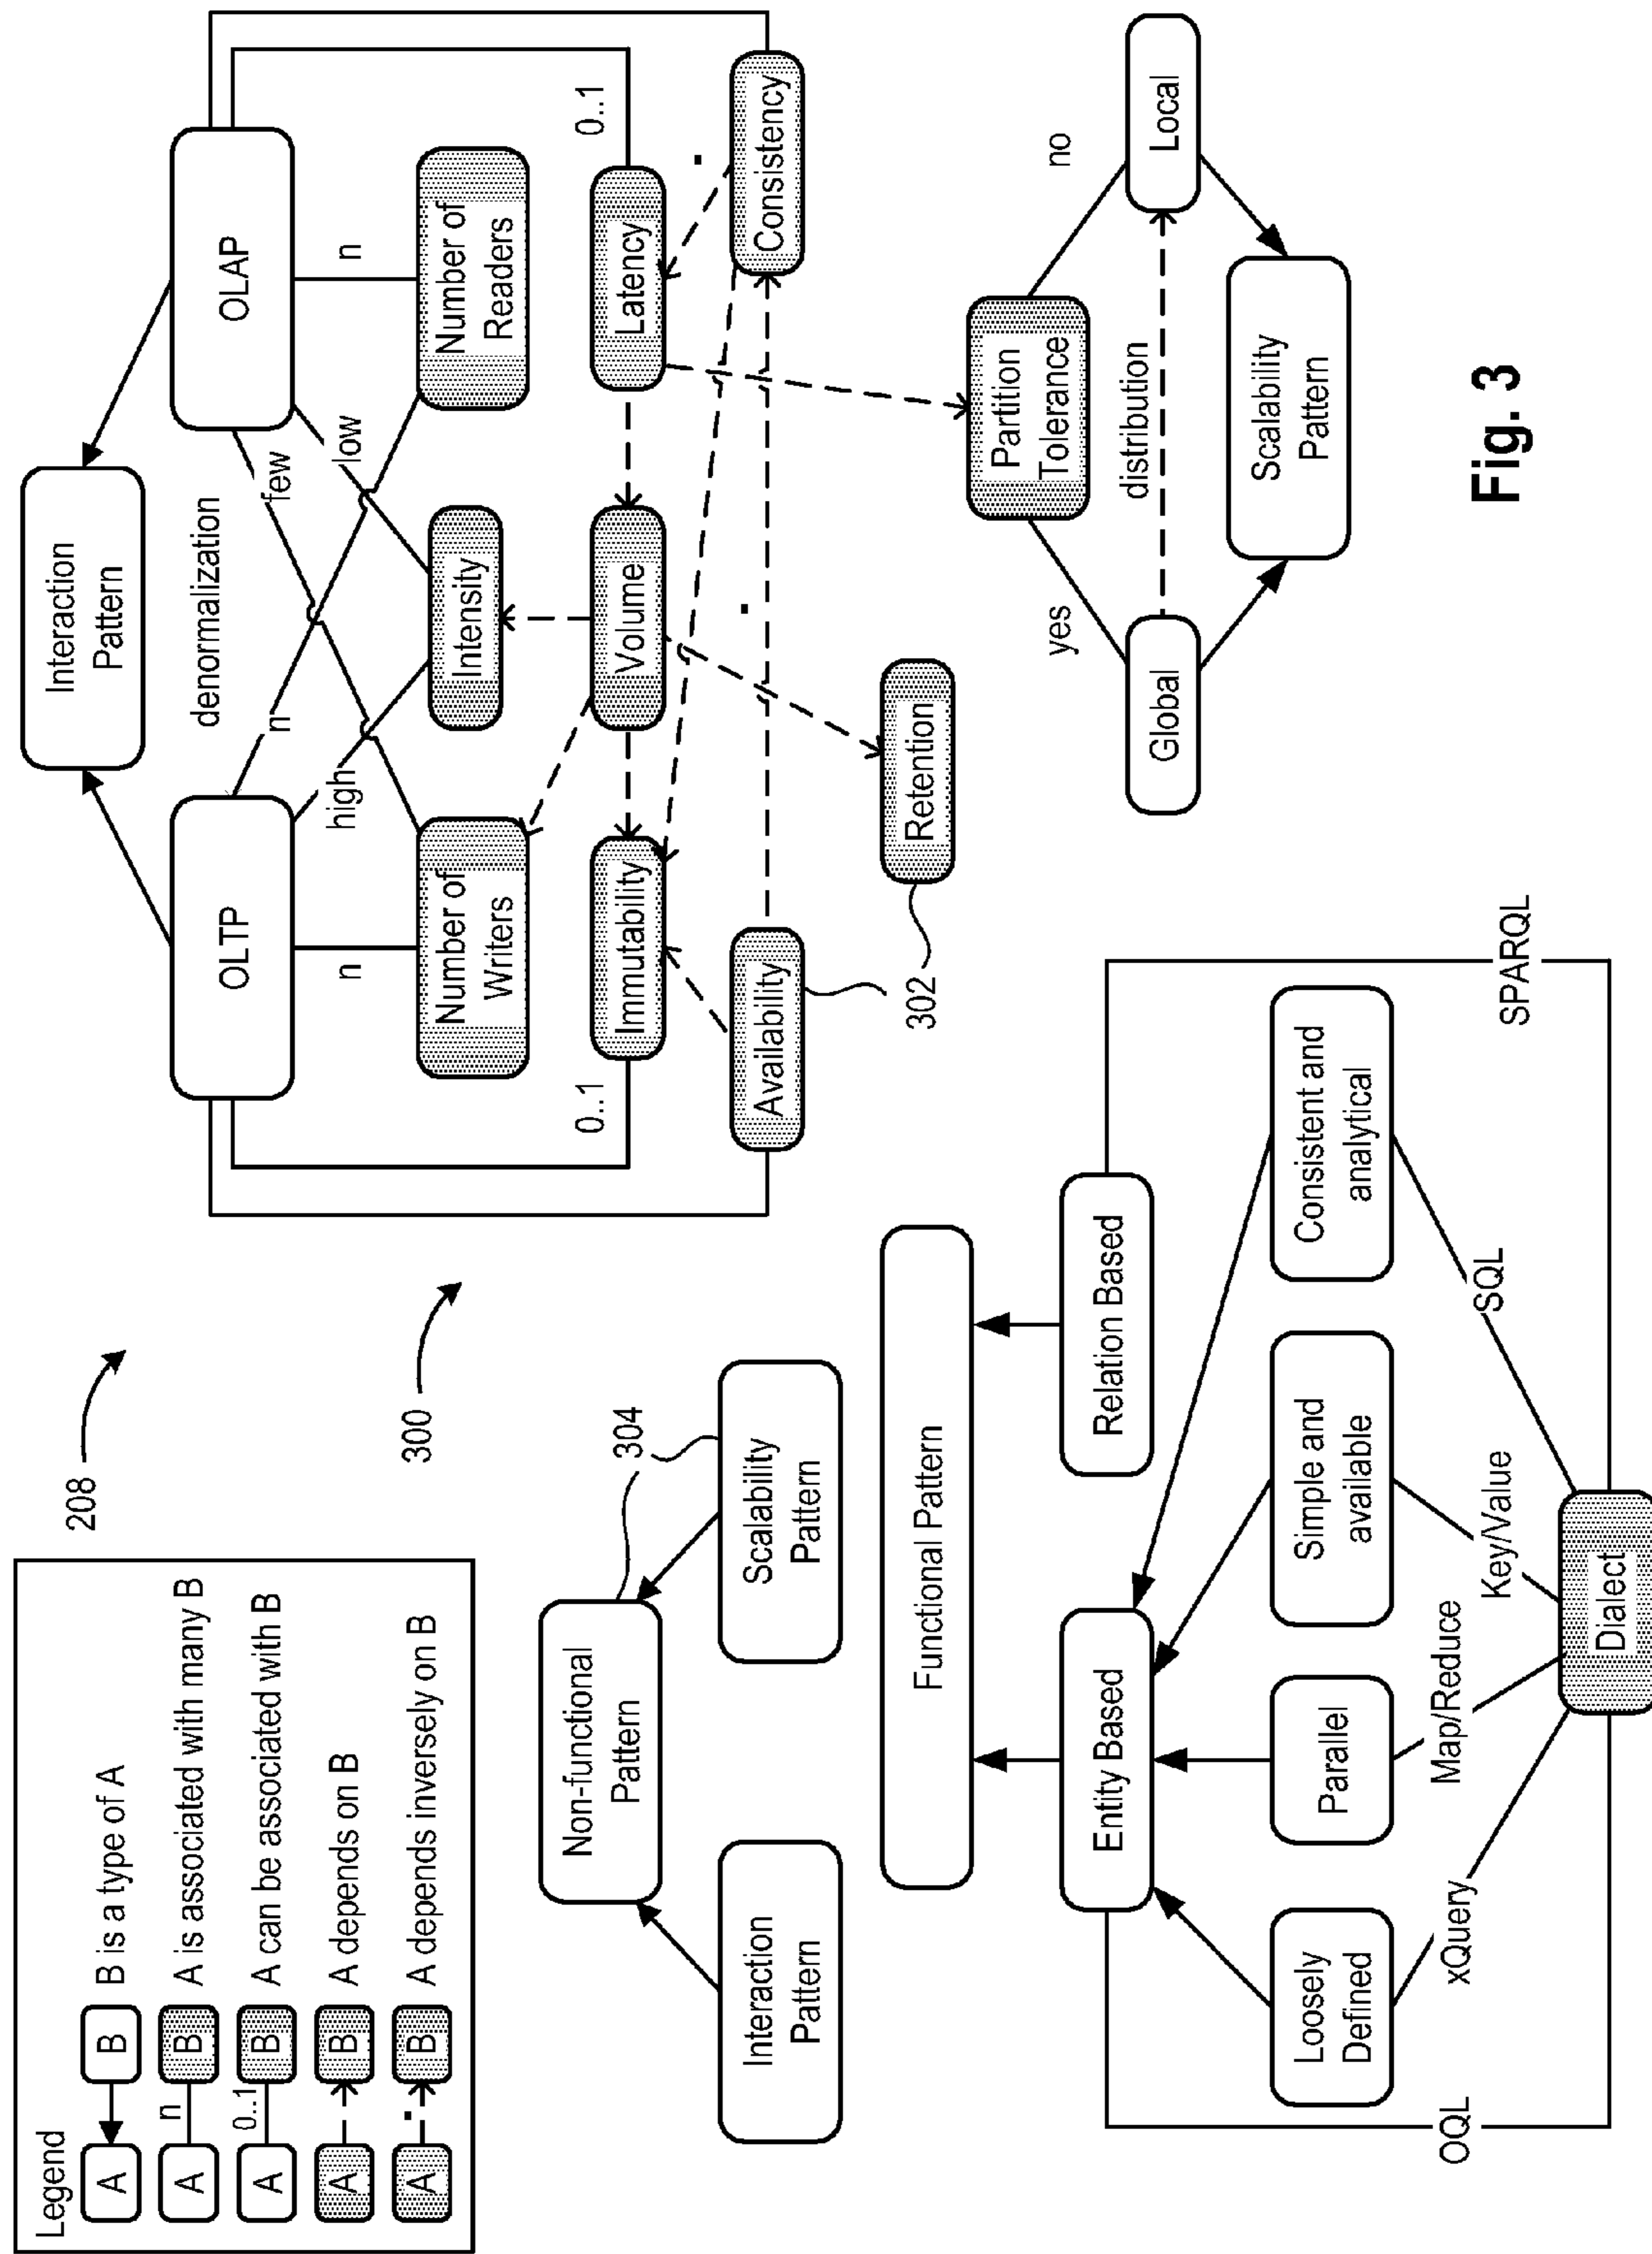 Legend
A
B
B is a type of A
A
n
B
A is associated with many B
A
0..1
B
A can be associated with B
A
B
A depends on B
A
B
A depends inversely on B
208
300
Non-functional
Pattern
304
Interaction
Pattern
Scalability
Pattern
Functional Pattern
Entity Based
Relation Based
Loosely
Defined
Parallel
Simple and
available
Consistent and
analytical
OQL
xQuery
Map/Reduce
Key/Value
SQL
SPARQL
Dialect
Interaction
Pattern
OLTP
denormalization
OLAP
n
high
n
few
low
n
Number of
Writers
Intensity
Number of
Readers
0..1
Immutability
Volume
Latency
0..1
Availability
Consistency
302
Retention
Partition
Tolerance
yes
no
Global
distribution
Local
Scalability
Pattern
Fig. 3